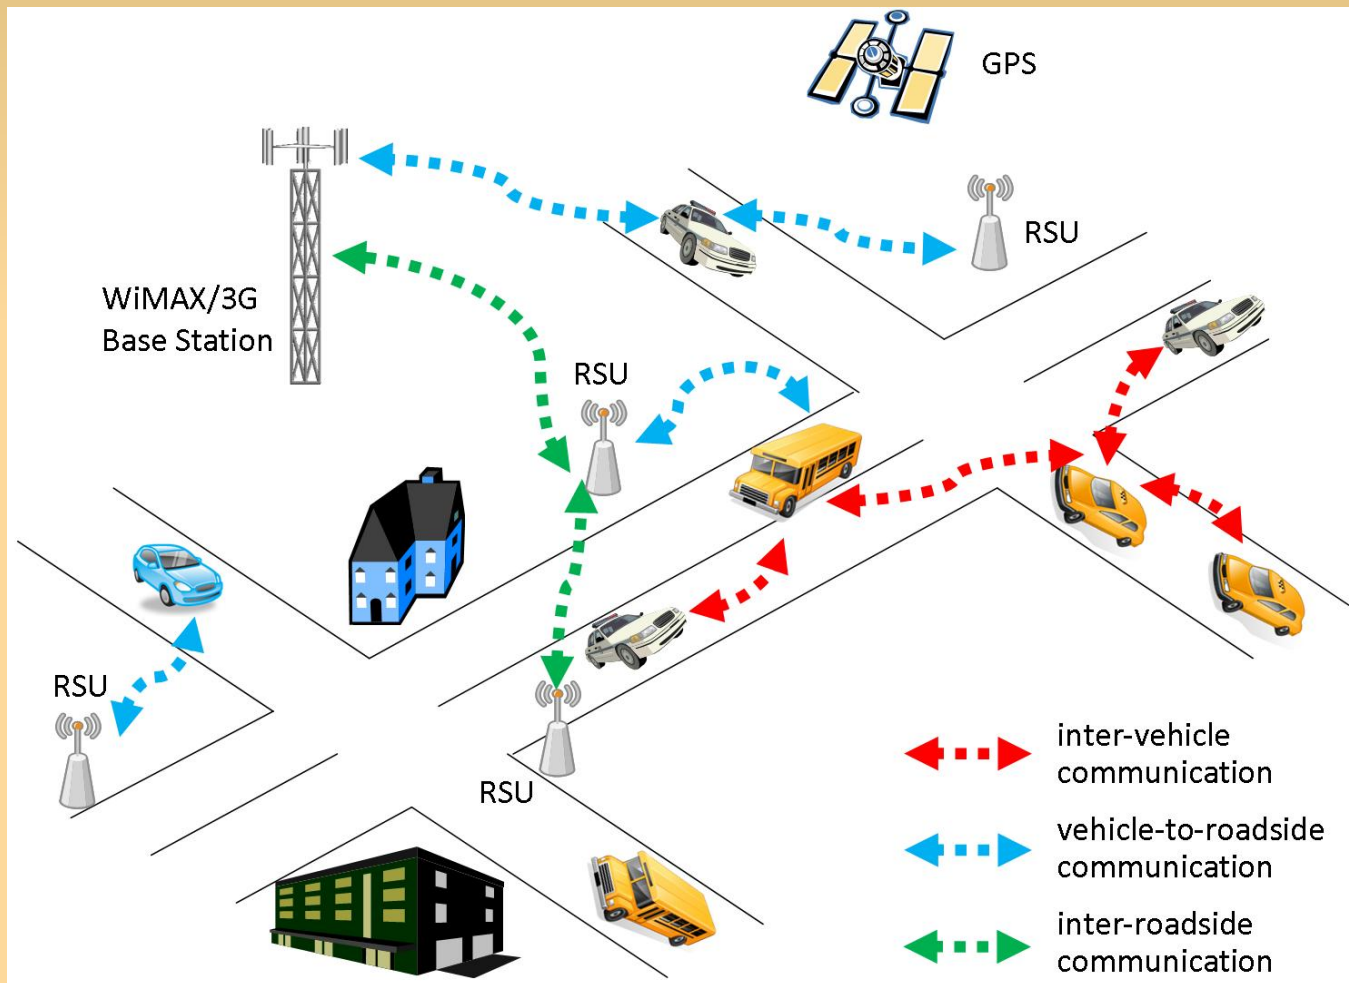 GPS
RSU
WiMAX/3G
Base Station
RSU
RSU
RSU
inter-vehicle
communication
vehicle-to-roadside
communication
inter-roadside
communication